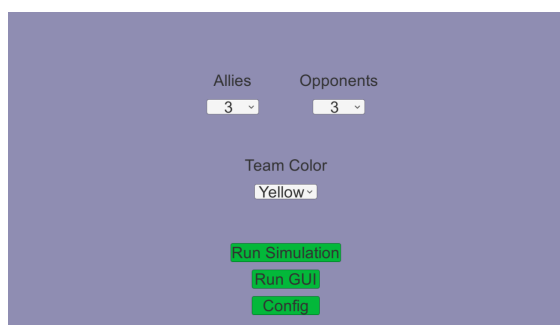 Allies Opponents
3 3
Team Color
Yellow
Run Simulation
Run GUI
Config